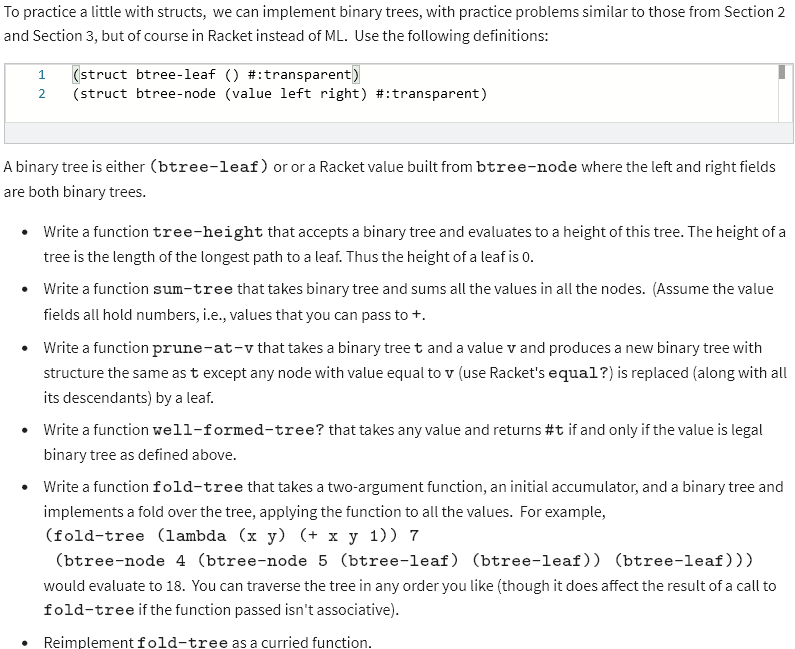 To practice a little with structs, we can implement binary trees, with practice problems similar to those from Section 2
and Section 3, but of course in Racket instead of ML. Use the following definitions:
1 (struct btree-leaf () #:transparent)
2 (struct btree-node (value left right) #:transparent)
A binary tree is either (btree-leaf) or or a Racket value built from btree-node where the left and right fields
are both binary trees.
• Write a function tree-height that accepts a binary tree and evaluates to a height of this tree. The height of a
tree is the length of the longest path to a leaf. Thus the height of a leaf is 0.
• Write a function sum-tree that takes binary tree and sums all the values in all the nodes. (Assume the value
fields all hold numbers, i.e., values that you can pass to +.
• Write a function prune-at-v that takes a binary tree t and a value v and produces a new binary tree with
structure the same as t except any node with value equal to v (use Racket's equal?) is replaced (along with all
its descendants) by a leaf.
• Write a function well-formed-tree? that takes any value and returns #t if and only if the value is legal
binary tree as defined above.
• Write a function fold-tree that takes a two-argument function, an initial accumulator, and a binary tree and
implements a fold over the tree, applying the function to all the values. For example,
(fold-tree (lambda (x y) (+ x y 1)) 7
(btree-node 4 (btree-node 5 (btree-leaf) (btree-leaf)) (btree-leaf)))
would evaluate to 18. You can traverse the tree in any order you like (though it does affect the result of a call to
fold-tree if the function passed isn't associative).
• Reimplement fold-tree as a curried function.